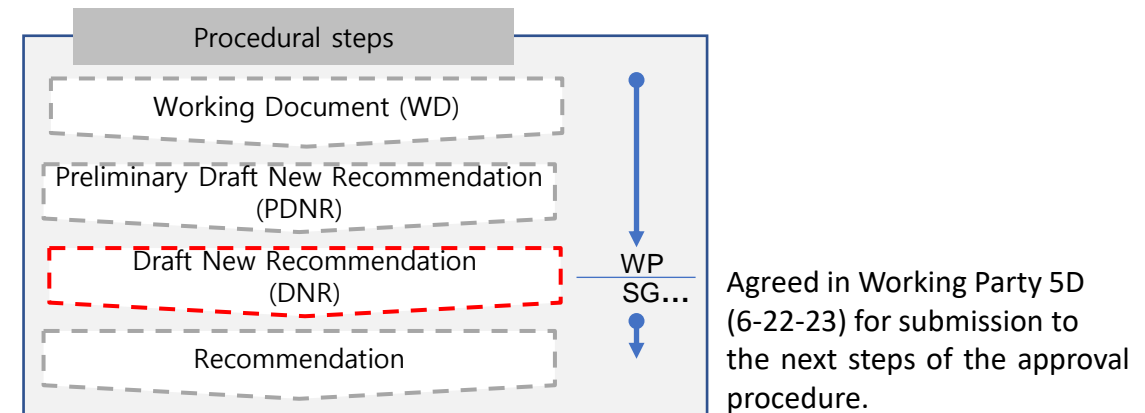 Procedural steps
Working Document (WD)
Preliminary Draft New Recommendation
(PDNR)
Draft New Recommendation
(DNR)
WP
SG...
Recommendation
Agreed in Working Party 5D
(6-22-23) for submission to
the next steps of the approval
procedure.